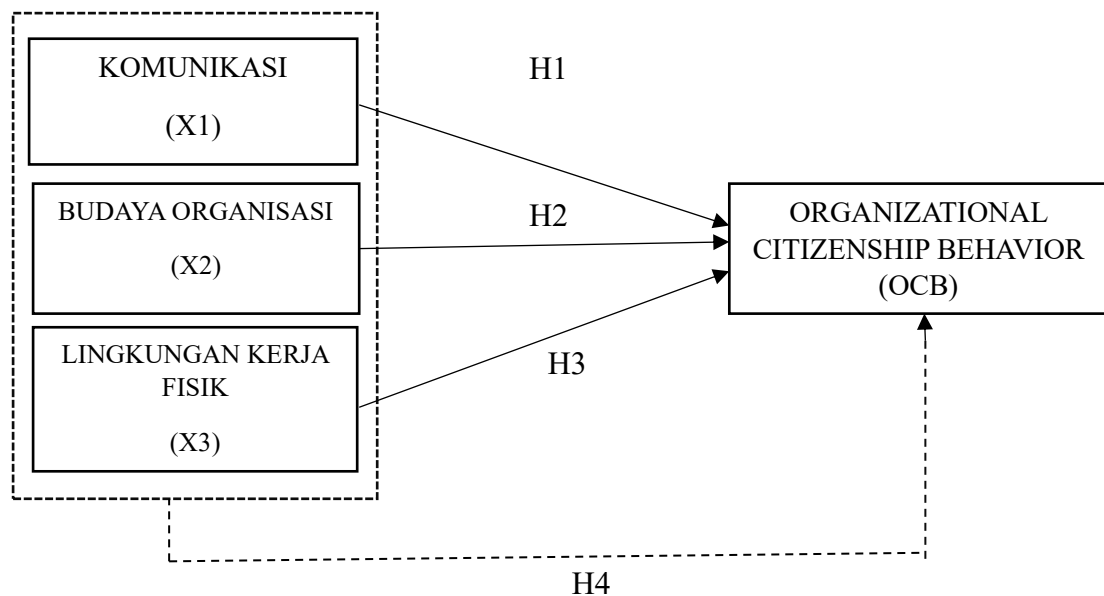 KOMUNIKASI
(X1)
BUDAYA ORGANISASI
(X2)
LINGKUNGAN KERJA
FISIK
(X3)
H1
H2
H3
ORGANIZATIONAL
CITIZENSHIP BEHAVIOR
(OCB)
H4